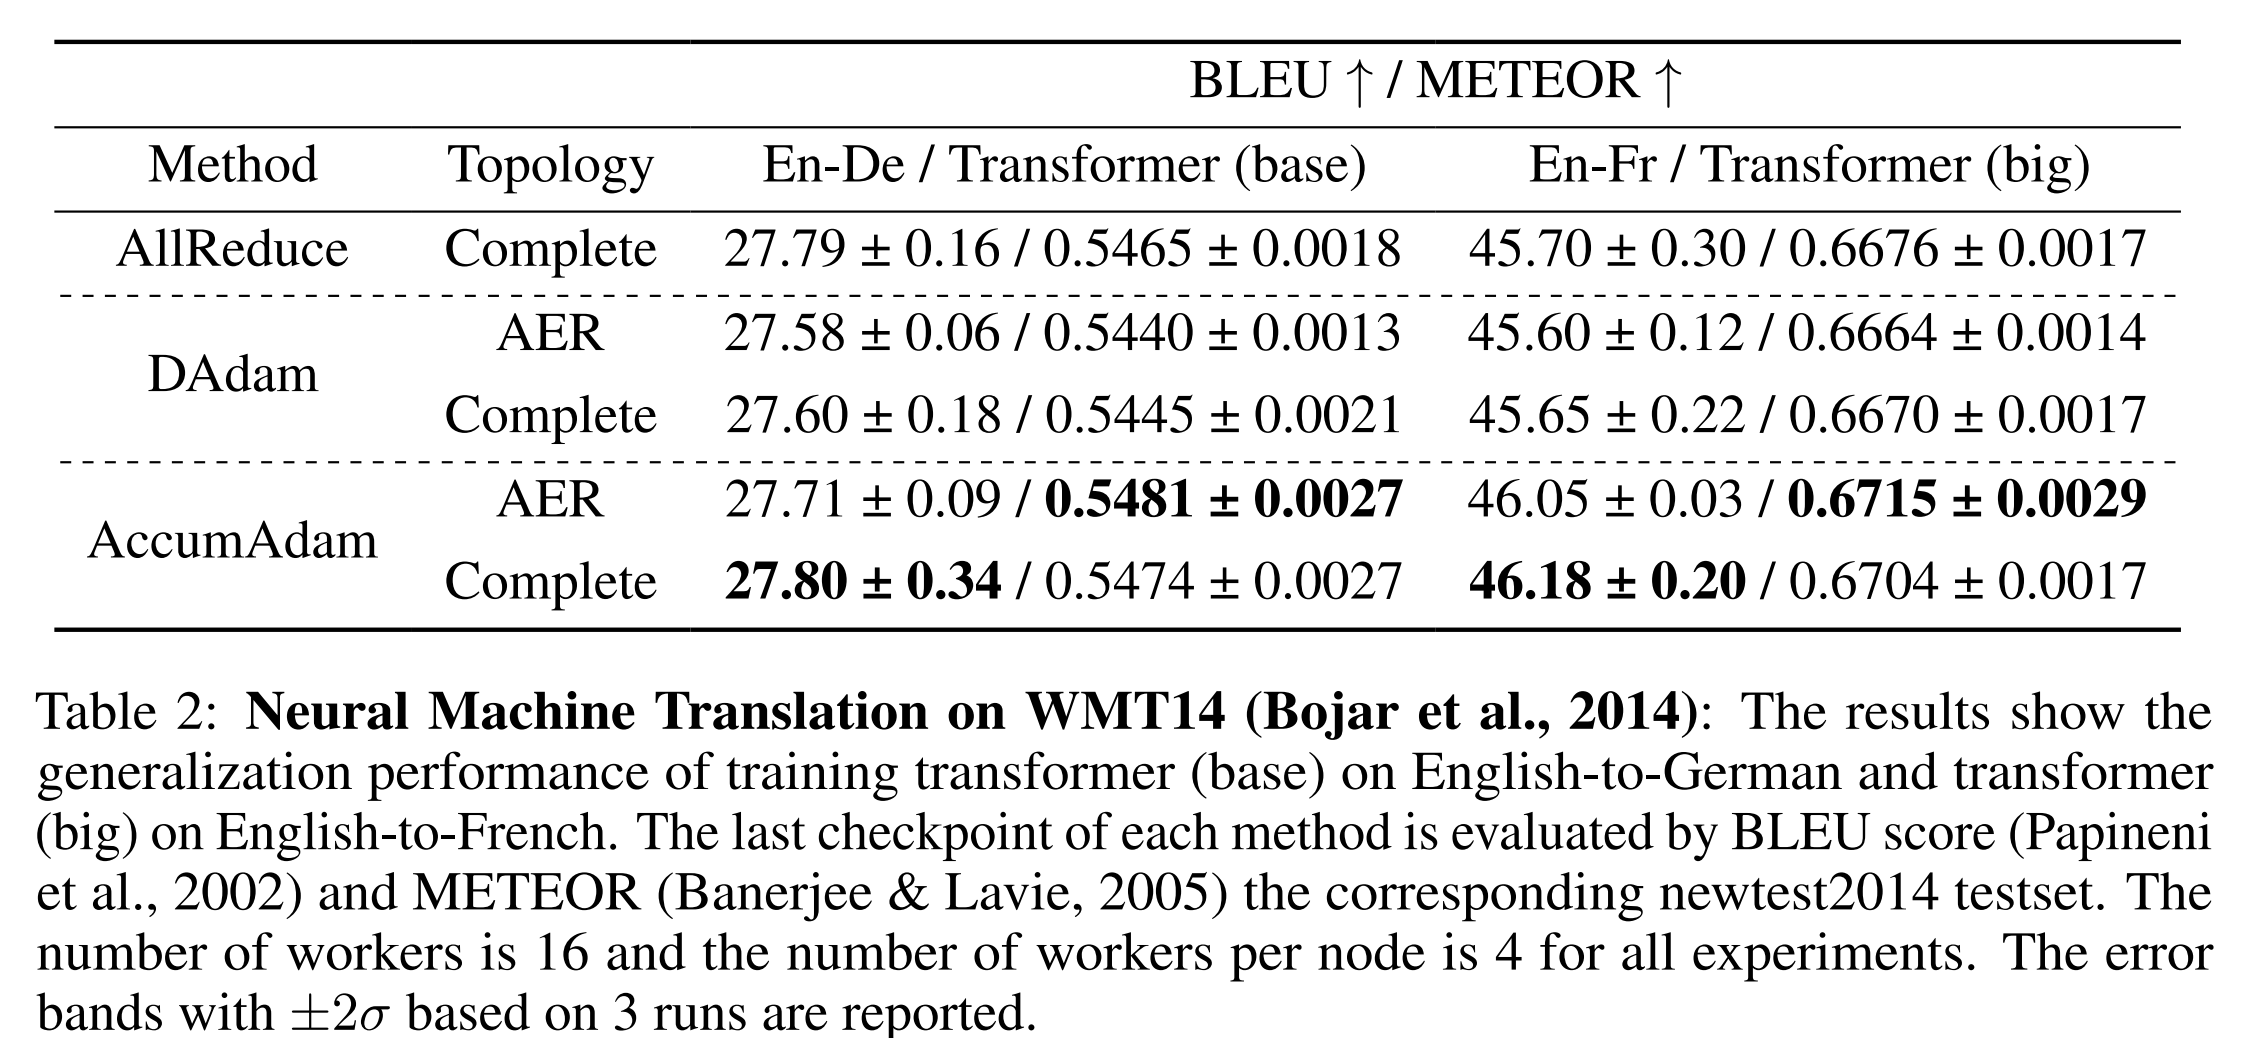 BLEU ↑ / METEOR ↑
Method Topology En-De / Transformer (base) En-Fr / Transformer (big)
AllReduce Complete 27.79 ± 0.16 / 0.5465 ± 0.0018 45.70 ± 0.30 / 0.6676 ± 0.0017
DAdam
AER 27.58 ± 0.06 / 0.5440 ± 0.0013 45.60 ± 0.12 / 0.6664 ± 0.0014
Complete 27.60 ± 0.18 / 0.5445 ± 0.0021 45.65 ± 0.22 / 0.6670 ± 0.0017
AccumAdam
AER 27.71 ± 0.09 / 0.5481 ± 0.0027 46.05 ± 0.03 / 0.6715 ± 0.0029
Complete 27.80 ± 0.34 / 0.5474 ± 0.0027 46.18 ± 0.20 / 0.6704 ± 0.0017
Table 2: Neural Machine Translation on WMT14 (Bojar et al., 2014): The results show the
generalization performance of training transformer (base) on English-to-German and transformer
(big) on English-to-French. The last checkpoint of each method is evaluated by BLEU score (Papineni
et al., 2002) and METEOR (Banerjee & Lavie, 2005) the corresponding newtest2014 testset. The
number of workers is 16 and the number of workers per node is 4 for all experiments. The error
bands with ±2σ based on 3 runs are reported.